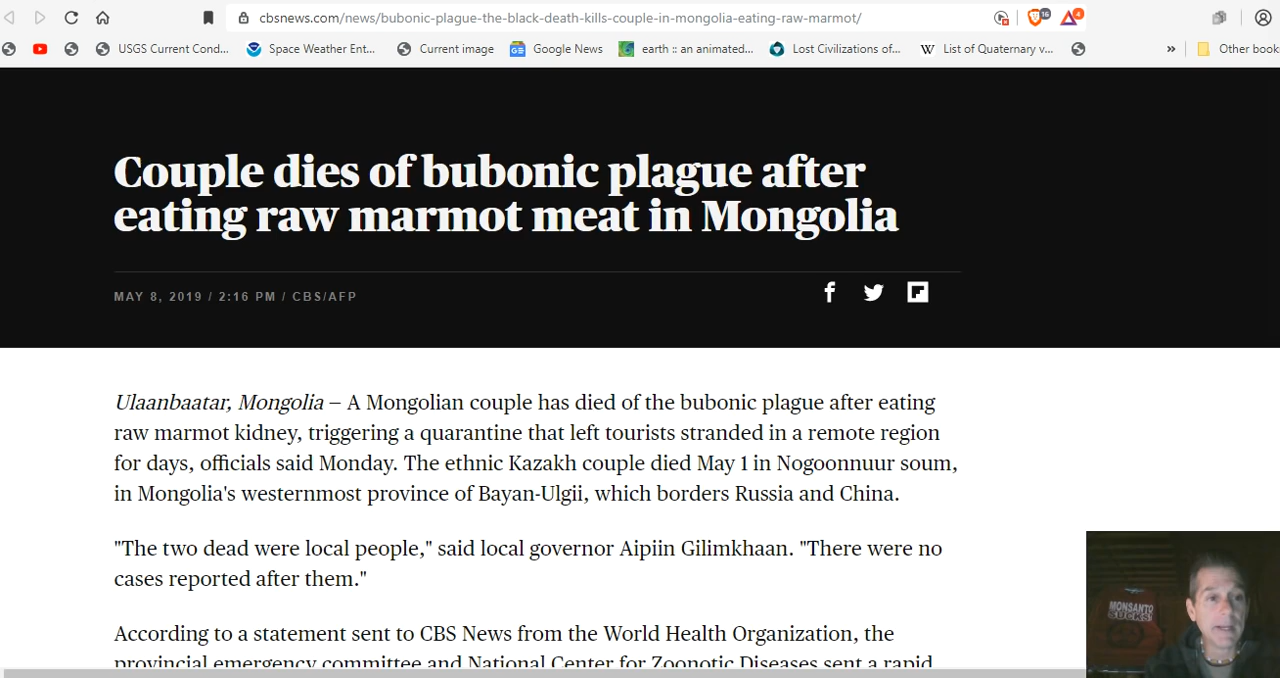 cbsnews.com/news/bubonic-plague-the-black-death-kills-couple-in-mongolia-eating-raw-marmot/
16
4
USGS Current Cond...
Space Weather Ent...
Current image
Google News
earth :: an animated...
Lost Civilizations of...
W
List of Quaternary v...
»
Other book
Couple dies of bubonic plague after
eating raw marmot meat in Mongolia
MAY 8, 2019 / 2:16 PM / CBS/AFP
Ulaanbaatar, Mongolia — A Mongolian couple has died of the bubonic plague after eating
raw marmot kidney, triggering a quarantine that left tourists stranded in a remote region
for days, officials said Monday. The ethnic Kazakh couple died May 1 in Nogoonnuur soum,
in Mongolia's westernmost province of Bayan-Ulgii, which borders Russia and China.
"The two dead were local people," said local governor Aipiin Gilimkhaan. "There were no
cases reported after them."
According to a statement sent to CBS News from the World Health Organization, the
provincial emergency committee and National Center for Zoonotic Diseases sent a rapid
MONSANTO
SUCKS!